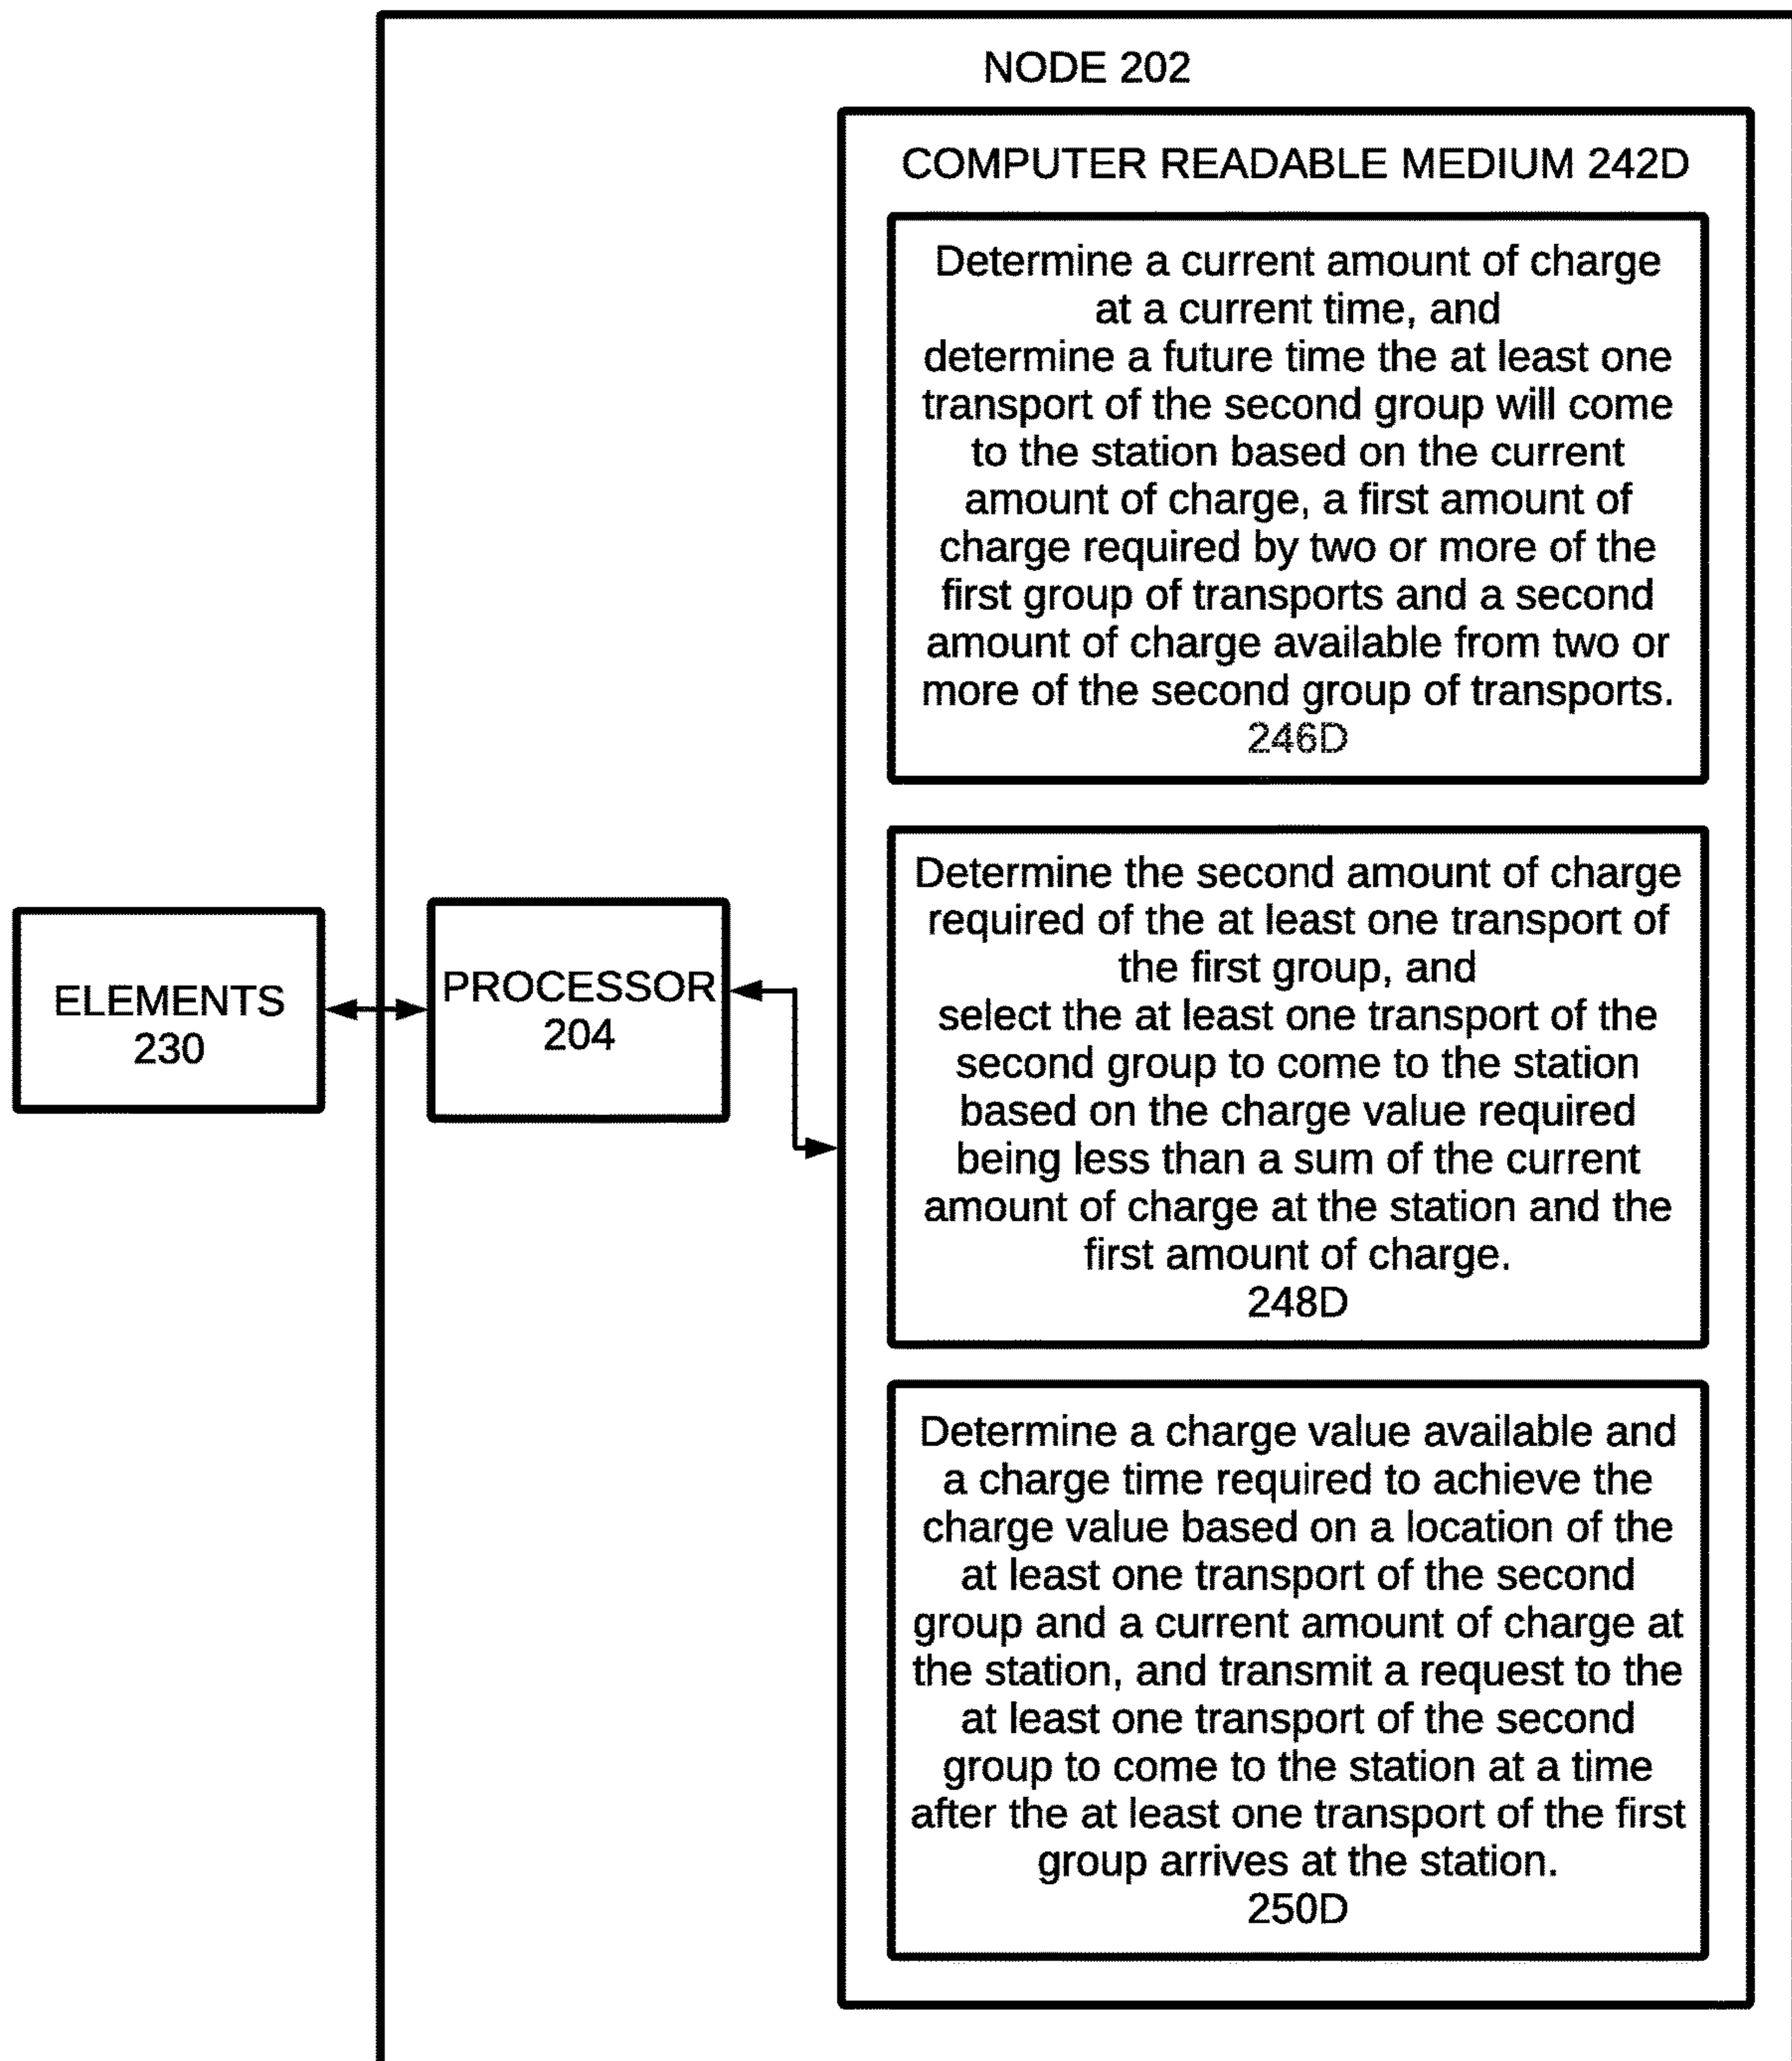 NODE 202
COMPUTER READABLE MEDIUM 242D
Determine a current amount of charge
at a current time, and
determine a future time the at least one
transport of the second group will come
to the station based on the current
amount of charge, a first amount of
charge required by two or more of the
first group of transports and a second
amount of charge available from two or
more of the second group of transports.
246D
Determine the second amount of charge
required of the at least one transport of
the first group, and
select the at least one transport of the
second group to come to the station
based on the charge value required
being less than a sum of the current
amount of charge at the station and the
first amount of charge.
248D
Determine a charge value available and
a charge time required to achieve the
charge value based on a location of the
at least one transport of the second
group and a current amount of charge at
the station, and transmit a request to the
at least one transport of the second
group to come to the station at a time
after the at least one transport of the first
group arrives at the station.
250D
ELEMENTS
230
PROCESSOR
204